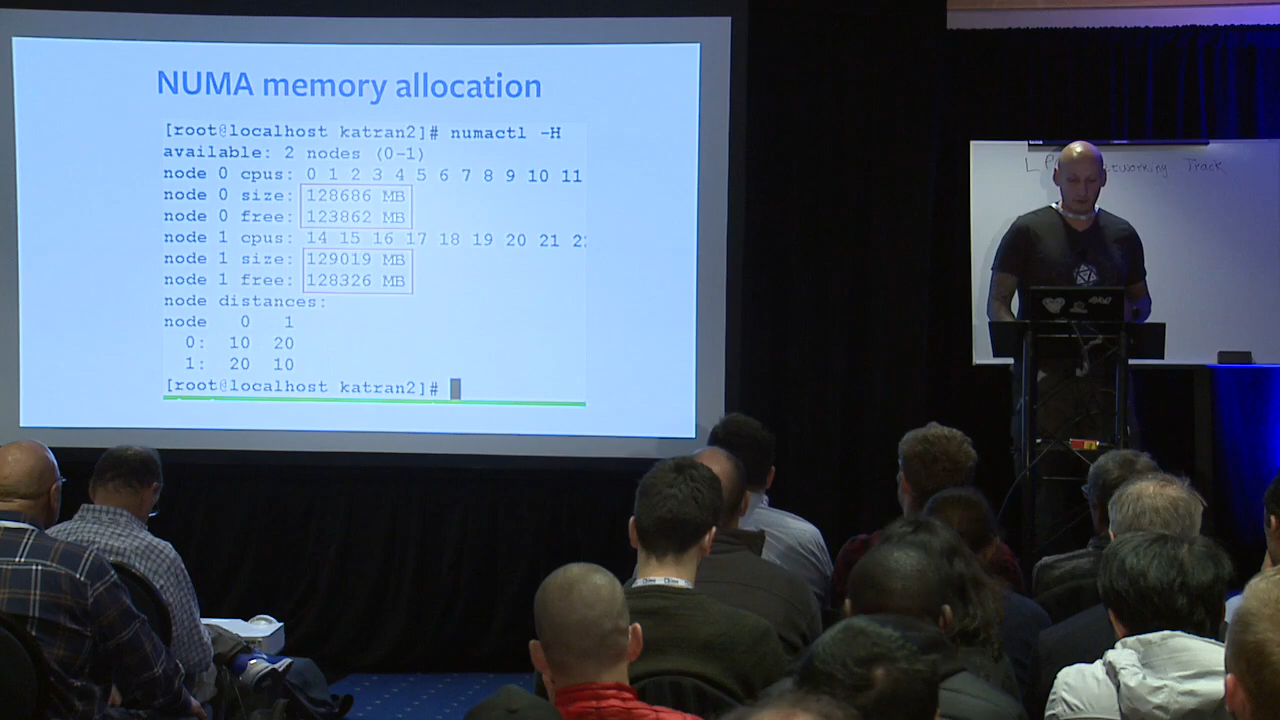 NUMA memory allocation
[root@localhost katran2]# numactl -H
available: 2 nodes (0-1)
node 0 cpus: 0 1 2 3 4 5 6 7 8 9 10 11
node 0 size: 128686 MB
node 0 free: 123862 MB
node 1 cpus: 14 15 16 17 18 19 20 21 2
node 1 size: 129019 MB
node 1 free: 128326 MB
node distances:
node 0 1
0: 10 20
1: 20 10
[root@localhost katran2]#
Track